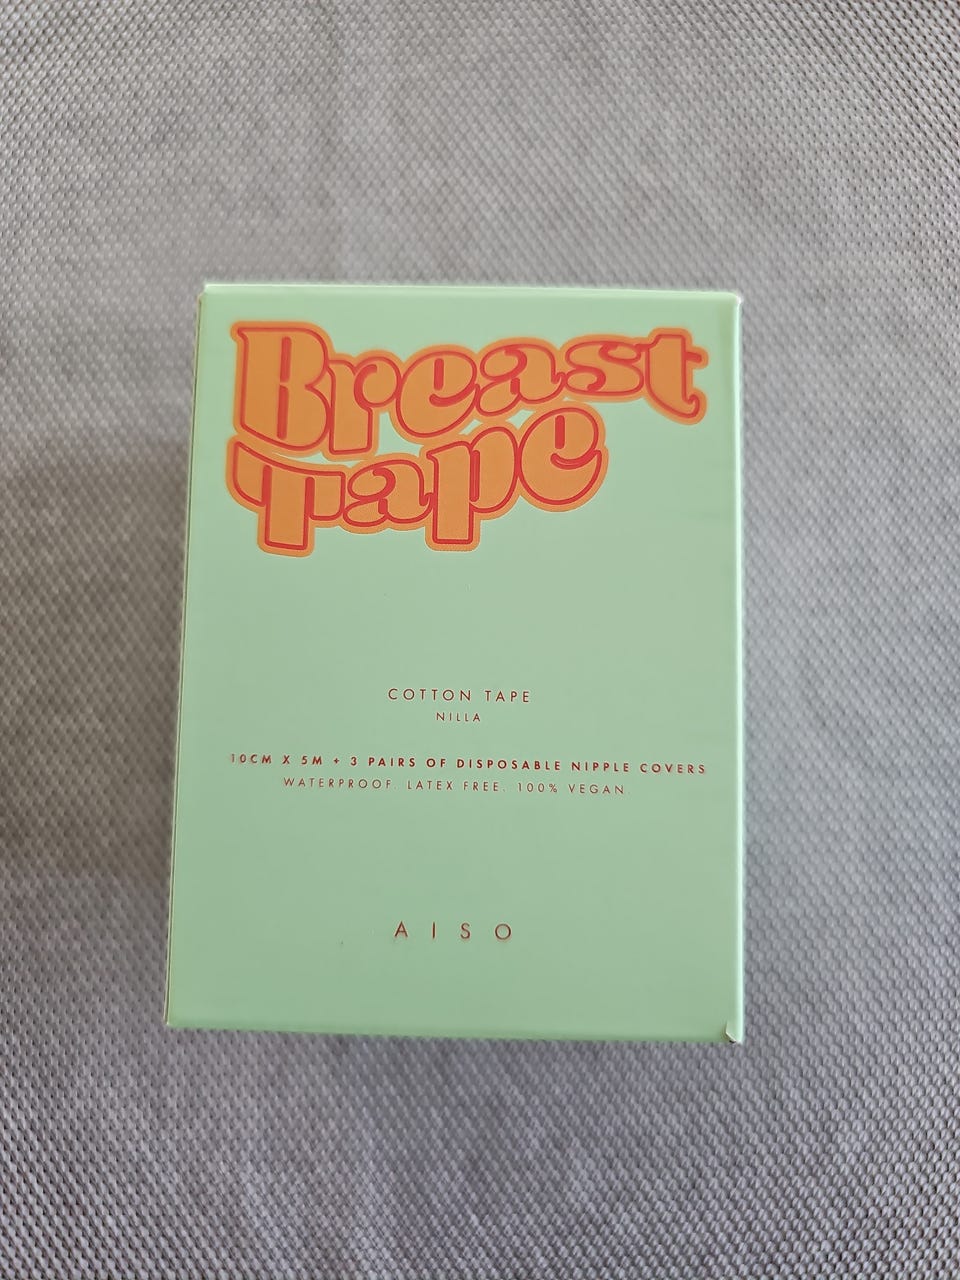 Breast
Tape
COTTON TAPE
NILLA
10CM X 5M + 3 PAIRS OF DISPOSABLE NIPPLE COVERS
WATERPROOF. LATEX FREE. 100% VEGAN.
AISO